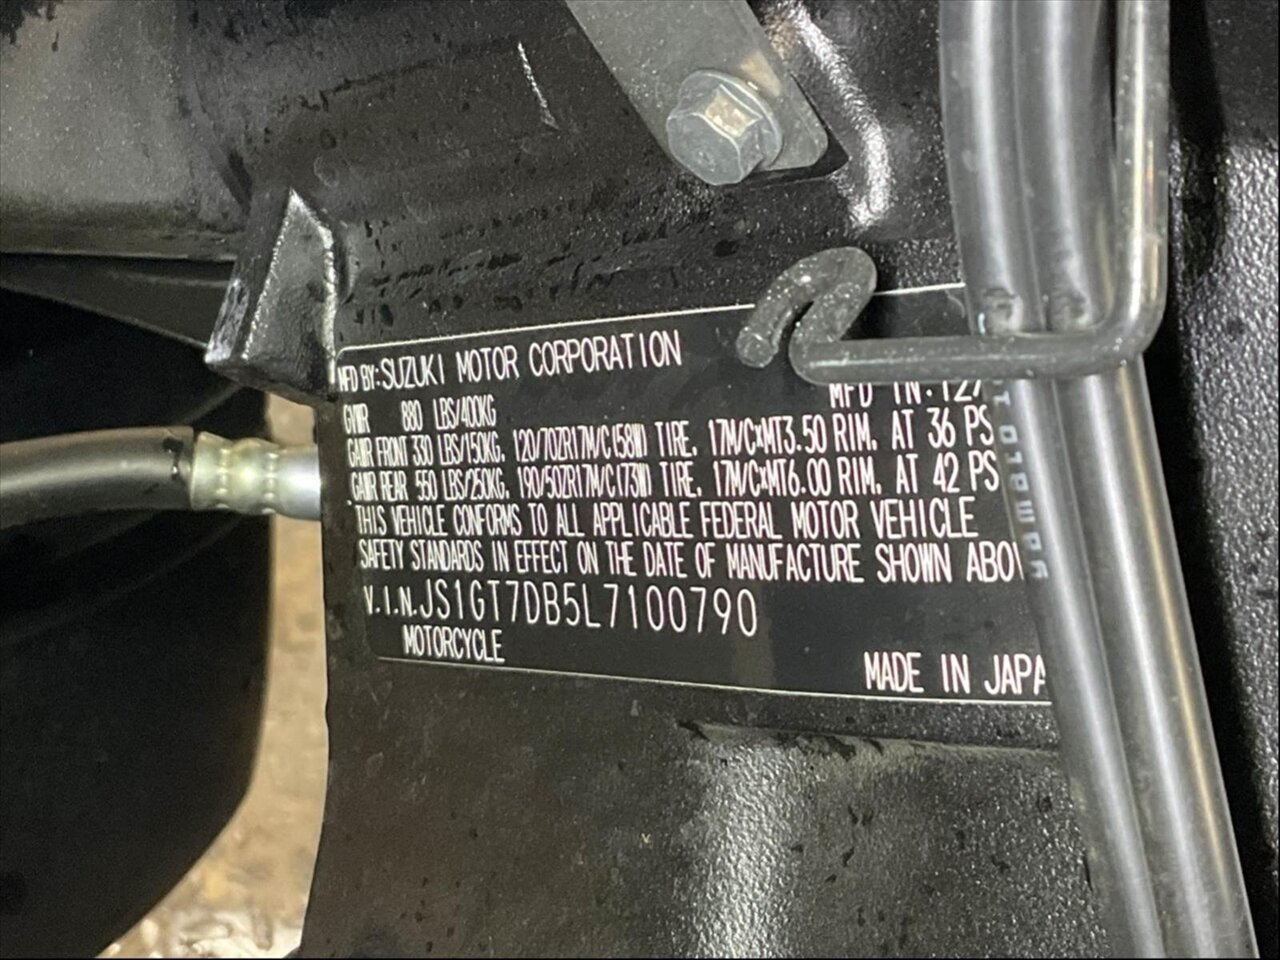 MFD BY:SUZUKI MOTOR CORPORATION
MFD IN:12/
GVWR 880 LBS/400KG
GAWR FRONT 330 LBS/150KG, 120/70ZR17M/C(58W) TIRE, 17M/CxMT3.50 RIM, AT 36 PS
GAWR REAR 550 LBS/250KG, 190/50ZR17M/C(73W) TIRE, 17M/CxMT6.00 RIM, AT 42 PS
THIS VEHICLE CONFORMS TO ALL APPLICABLE FEDERAL MOTOR VEHICLE
SAFETY STANDARDS IN EFFECT ON THE DATE OF MANUFACTURE SHOWN ABO
V.I.N.JS1GT7DB5L7100790
MOTORCYCLE
MADE IN JAPA